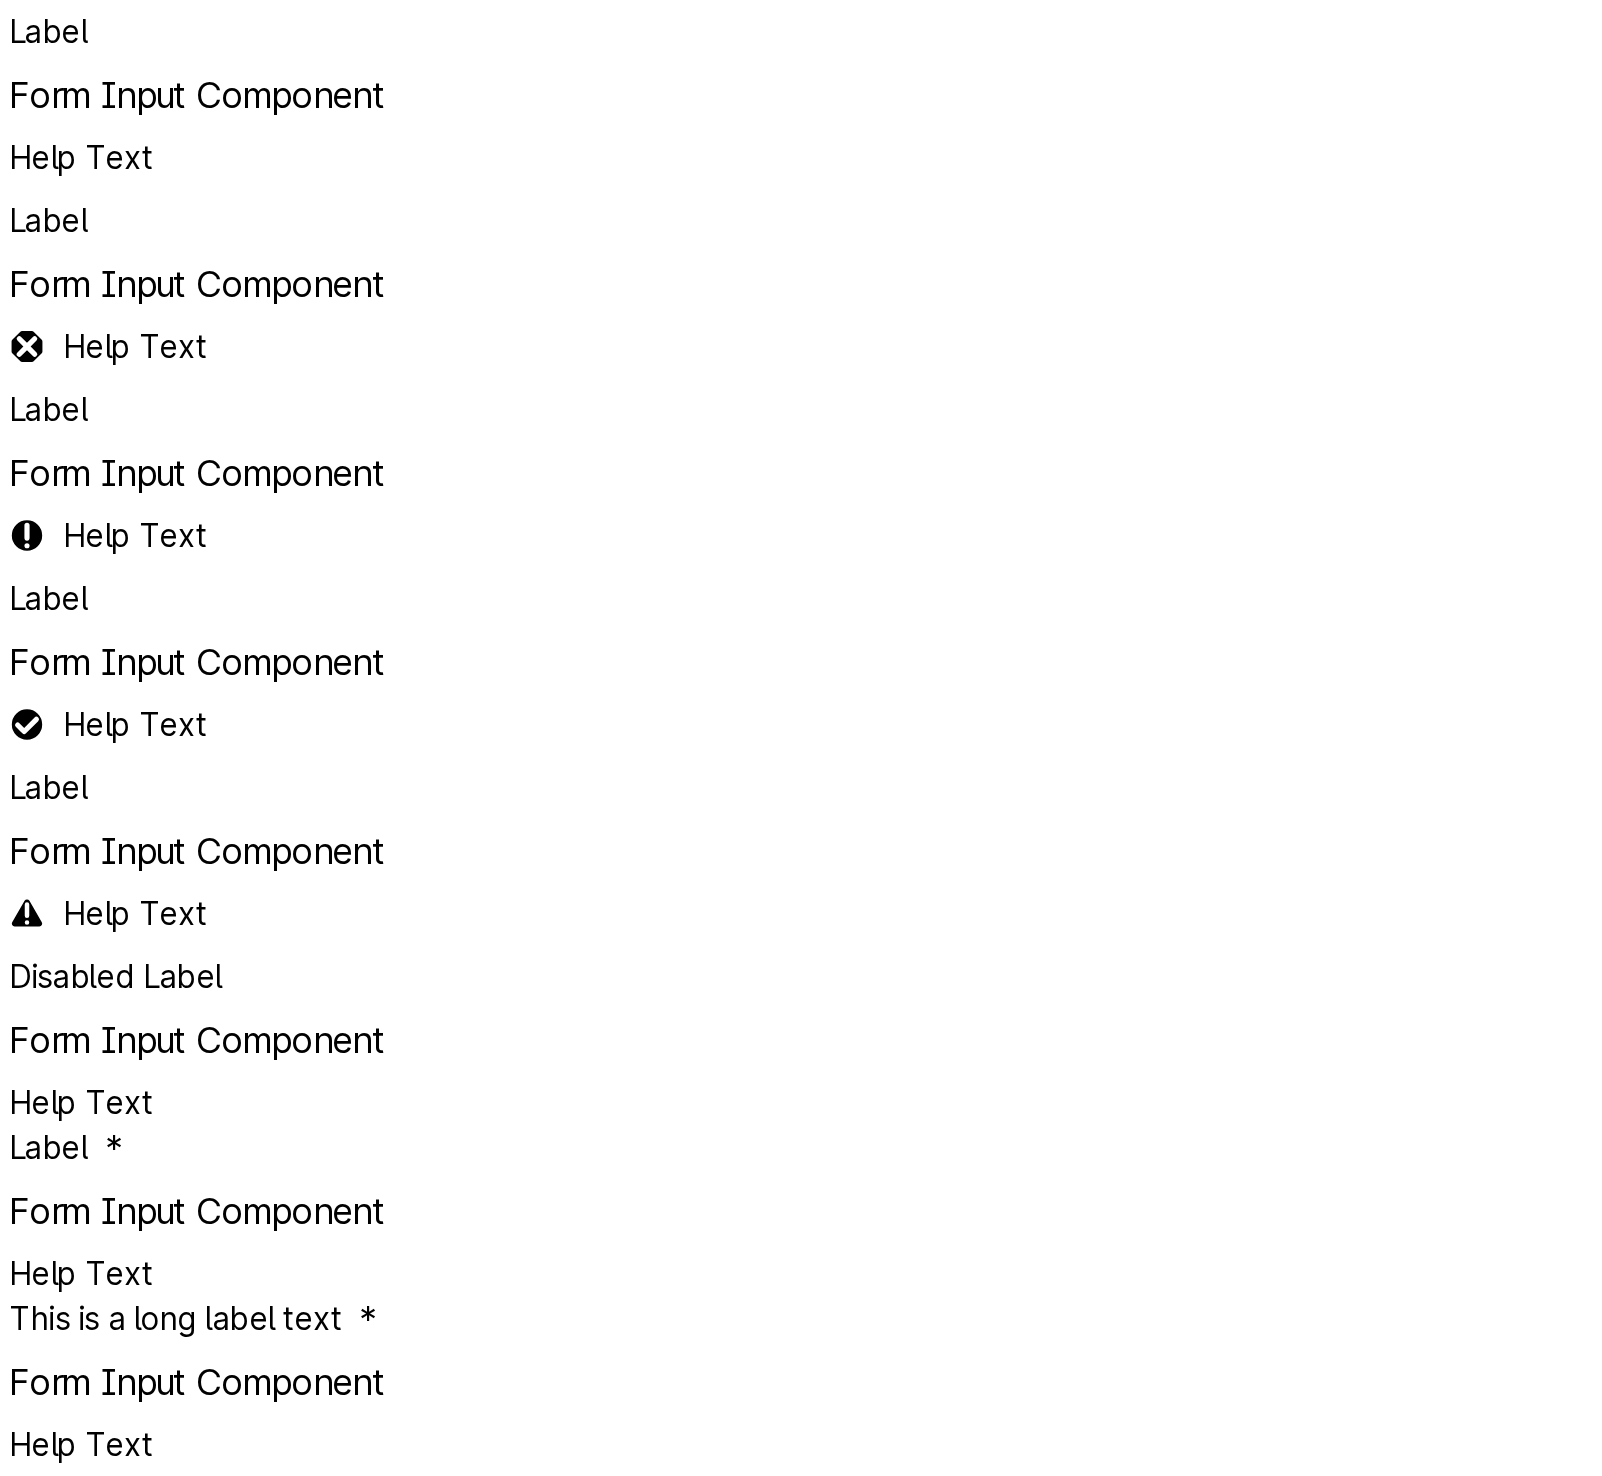 Label
Form Input Component
Help Text
Label
Form Input Component
Help Text
Label
Form Input Component
Help Text
Label
Form Input Component
Help Text
Label
Form Input Component
Help Text
Disabled Label
Form Input Component
Help Text
Label *
Form Input Component
Help Text
This is a long label text *
Form Input Component
Help Text